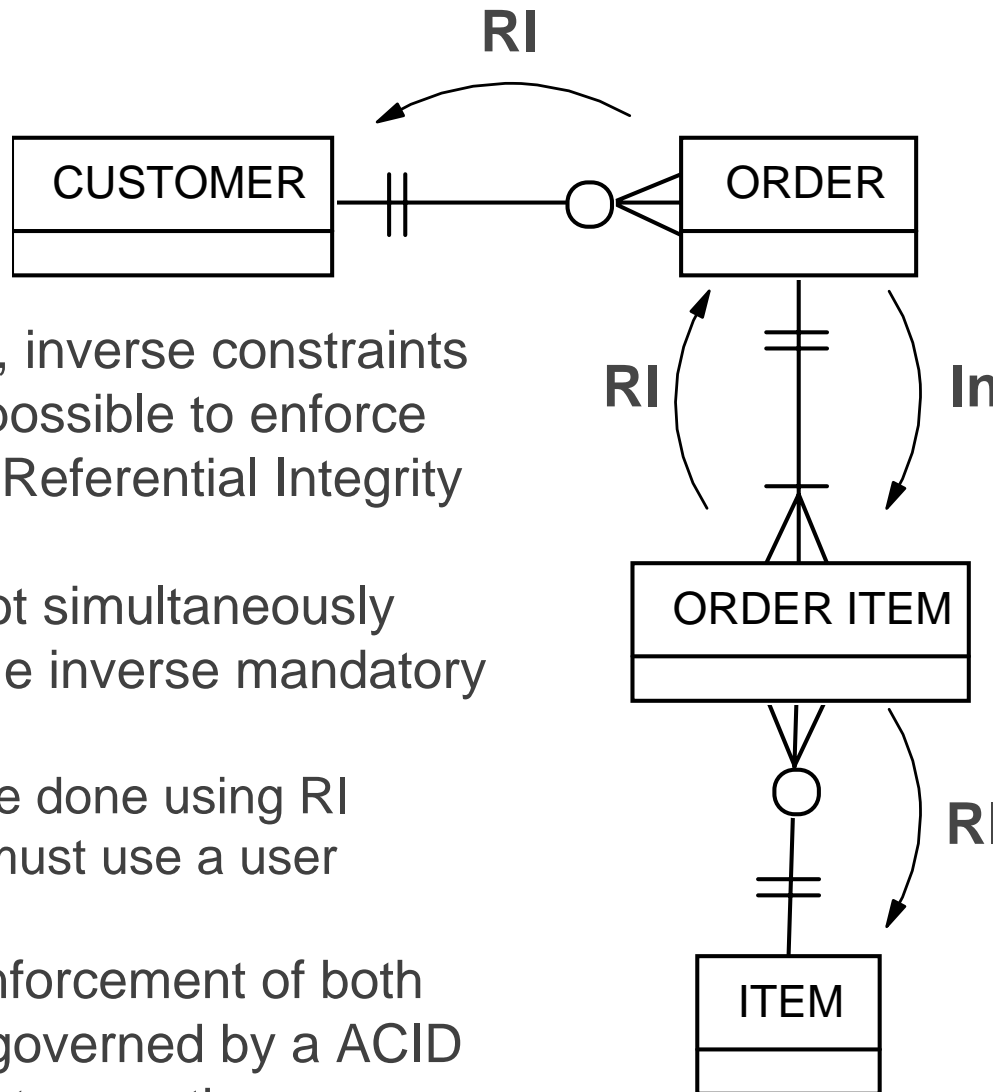 RI
CUSTOMER
ORDER
, inverse constraints
possible to enforce
Referential Integrity
RI
In
ot simultaneously
e inverse mandatory
ORDER ITEM
e done using RI
must use a user
RI
nforcement of both
governed by a ACID
ITEM